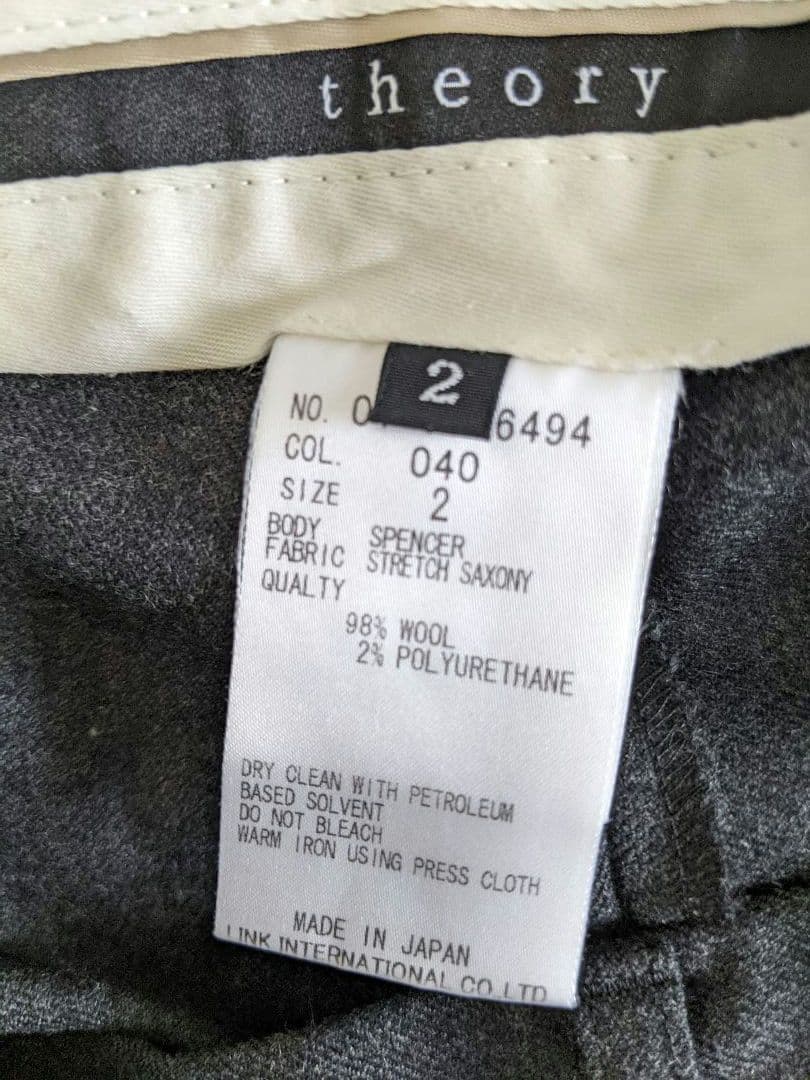 theory
2
NO. 0 6494
COL. 040
SIZE 2
BODY SPENCER
FABRIC STRETCH SAXONY
QUALTY
98% WOOL
2% POLYURETHANE
DRY CLEAN WITH PETROLEUM
BASED SOLVENT
DO NOT BLEACH
WARM IRON USING PRESS CLOTH
MADE IN JAPAN
LINK INTERNATIONAL CO.LTD